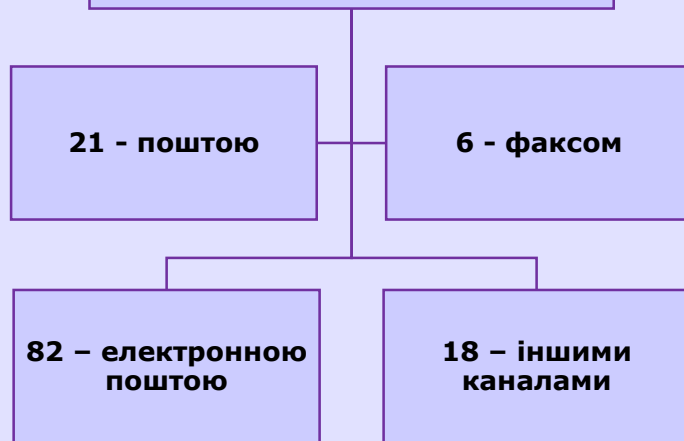 21 - поштою
6 - факсом
82 – електронною
поштою
18 – іншими
каналами